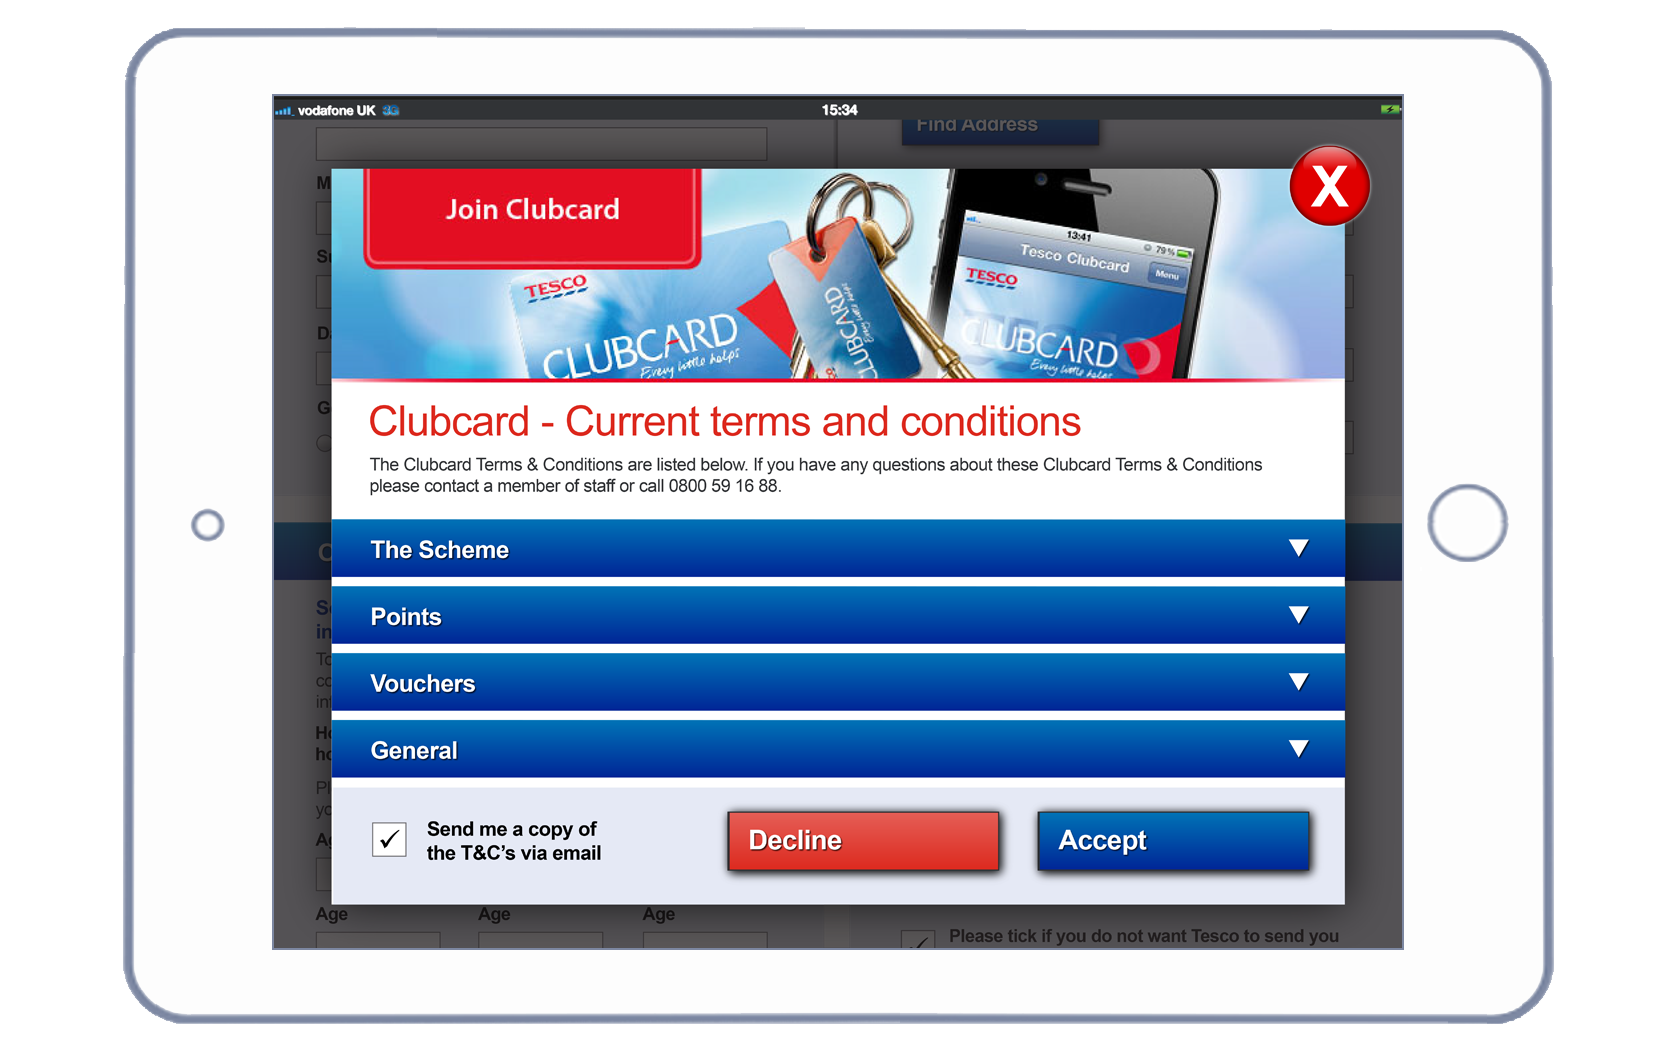 vodafone UK 3G
15:34
Find Address
Join Clubcard
X
TESCO
CLUBCARD
Every little helps
CLUBCARD
Every little helps
13:41
79%
Tesco Clubcard
Menu
TESCO
CLUBCARD
Every little helps
Clubcard - Current terms and conditions
The Clubcard Terms & Conditions are listed below. If you have any questions about these Clubcard Terms & Conditions
please contact a member of staff or call 0800 59 16 88.
The Scheme
Points
Vouchers
General
Send me a copy of
the T&C's via email
Decline
Accept
Age
Age
Age
Please tick if you do not want Tesco to send you